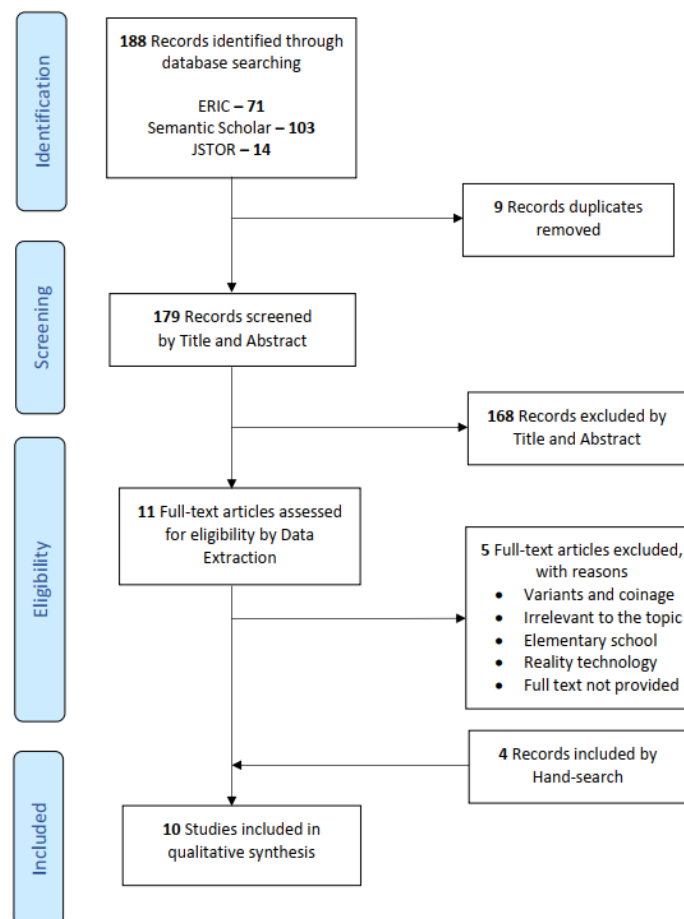 Identification
188 Records identified through
database searching
ERIC – 71
Semantic Scholar – 103
JSTOR – 14
9 Records duplicates
removed
Screening
179 Records screened
by Title and Abstract
168 Records excluded by
Title and Abstract
Eligibility
11 Full-text articles assessed
for eligibility by Data
Extraction
5 Full-text articles excluded,
with reasons
• Variants and coinage
• Irrelevant to the topic
• Elementary school
• Reality technology
• Full text not provided
4 Records included by
Hand-search
Included
10 Studies included in
qualitative synthesis